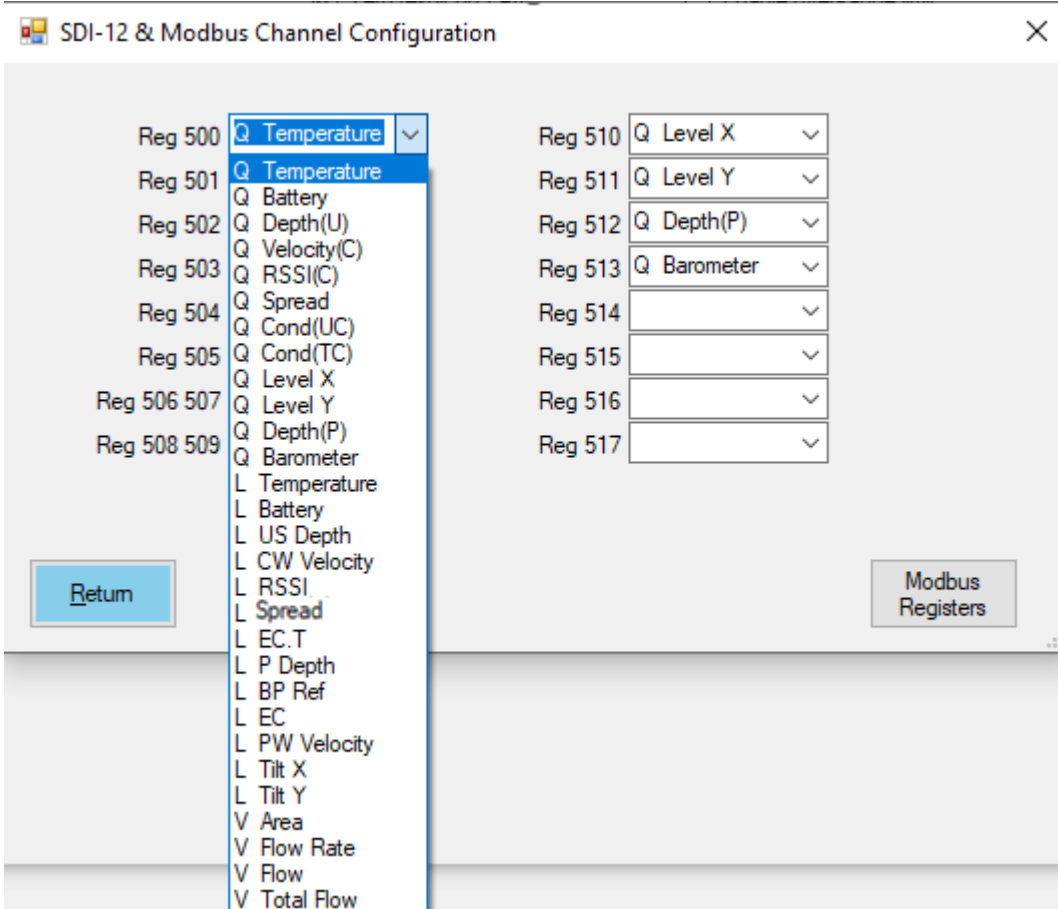 SDI-12 & Modbus Channel Configuration
Reg 500 Q Temperature
Reg 501
Reg 502
Reg 503
Reg 504
Reg 505
Reg 506 507
Reg 508 509
Q Temperature
Q Battery
Q Depth(U)
Q Velocity(C)
Q RSSI(C)
Q Spread
Q Cond(UC)
Q Cond(TC)
Q Level X
Q Level Y
Q Depth(P)
Q Barometer
L Temperature
L Battery
L US Depth
L CW Velocity
L RSSI
L Spread
L EC.T
L P Depth
L BP Ref
L EC
L PW Velocity
L Tilt X
L Tilt Y
V Area
V Flow Rate
V Flow
V Total Flow
Reg 510 Q Level X
Reg 511 Q Level Y
Reg 512 Q Depth(P)
Reg 513 Q Barometer
Reg 514
Reg 515
Reg 516
Reg 517
Return
Modbus
Registers